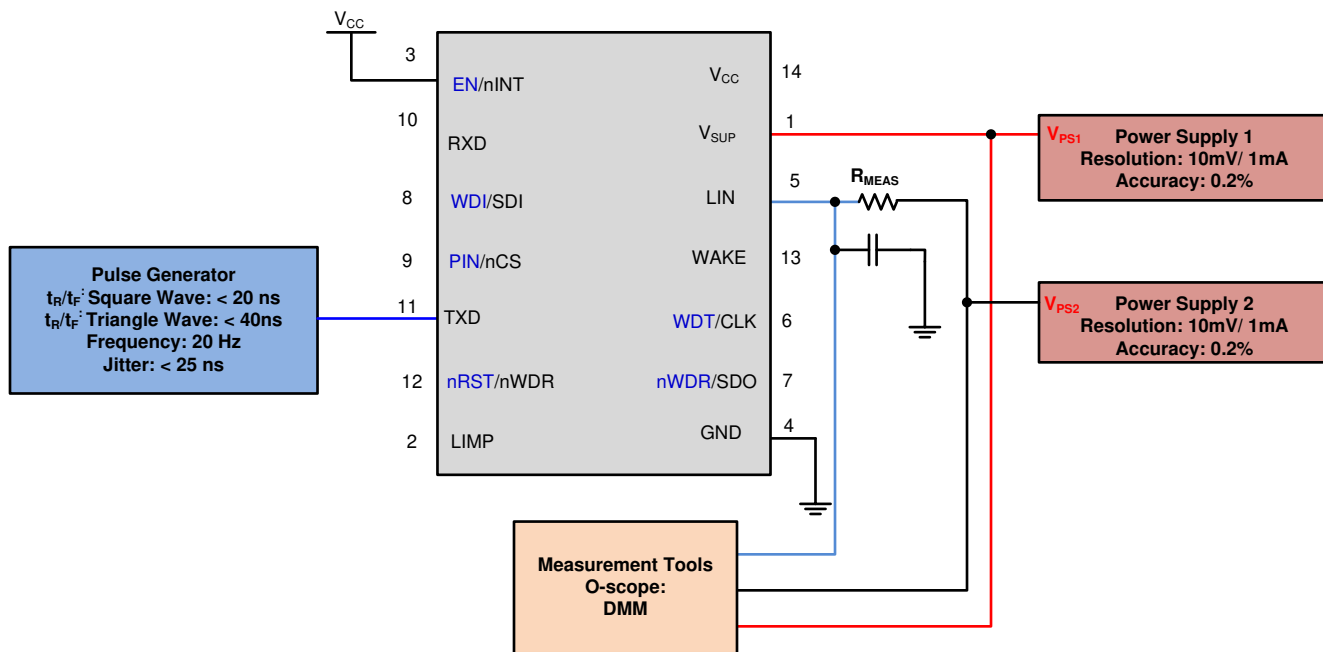 VCC
3
EN/nINT
10
RXD
8
WDI/SDI
9
PIN/nCS
11
TXD
12
nRST/nWDR
2
LIMP
VCC
14
VSUP
1
LIN
5
WAKE
13
WDT/CLK
6
nWDR/SDO
7
GND
4
RMEAS
Pulse Generator
tR/tF: Square Wave: < 20 ns
tR/tF: Triangle Wave: < 40ns
Frequency: 20 Hz
Jitter: < 25 ns
VPS1 Power Supply 1
Resolution: 10mV/ 1mA
Accuracy: 0.2%
VPS2 Power Supply 2
Resolution: 10mV/ 1mA
Accuracy: 0.2%
Measurement Tools
O-scope:
DMM